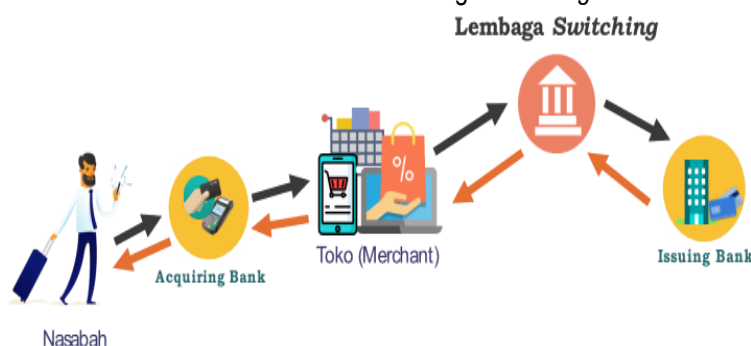 Lembaga Switching
%
Toko (Merchant)
Issuing Bank
Acquiring Bank
Nasabah